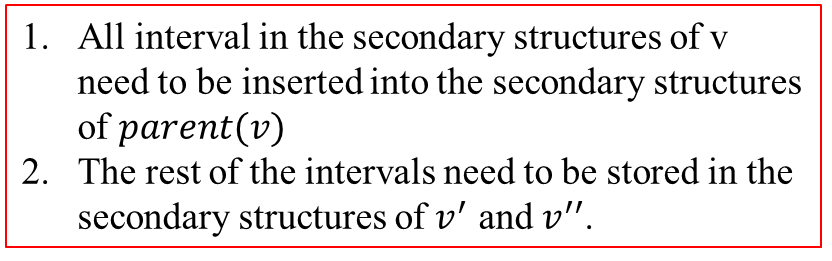 1. All interval in the secondary structures of v
need to be inserted into the secondary structures
of parent(v)
2. The rest of the intervals need to be stored in the
secondary structures of v′ and v″.